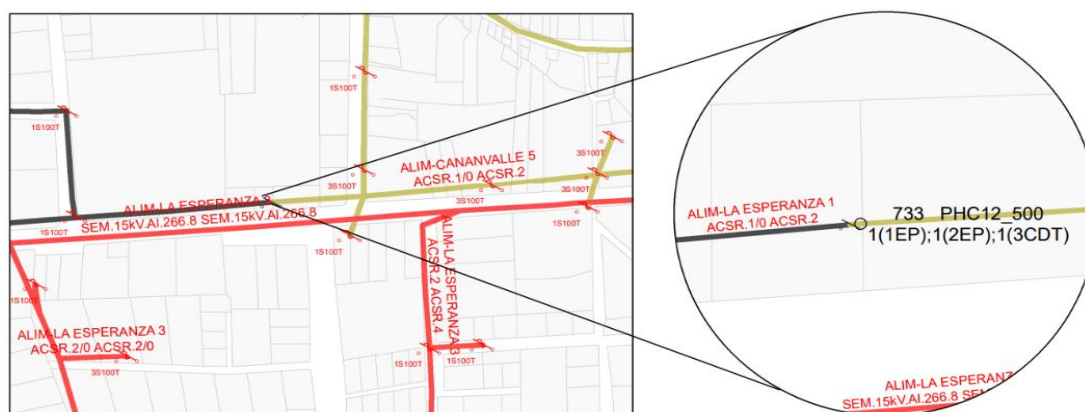 1S100T
1S100T
ALIM-CANANVALLE 5
ACSR.1/0 ACSR.2
3S100T
3S100T
3S100T
3S100T
ALIM-LA ESPERANZA
SEM.15kV.Al.266.8 SEM.15kV.Al.266.8
1S100T
1S100T
1S100T
ALIM-LA ESPERANZA 3
ACSR.2 ACSR.4
1S100T
ALIM-LA ESPERANZA 3
ACSR.2/0 ACSR.2/0
3S100T
1S100T
1S100T
ALIM-LA ESPERANZA 1
ACSR.1/0 ACSR.2
733 PHC12_500
1(1EP);1(2EP);1(3CDT)
ALIM-LA ESPERANZ
SEM.15kV.Al.266.8 SEM